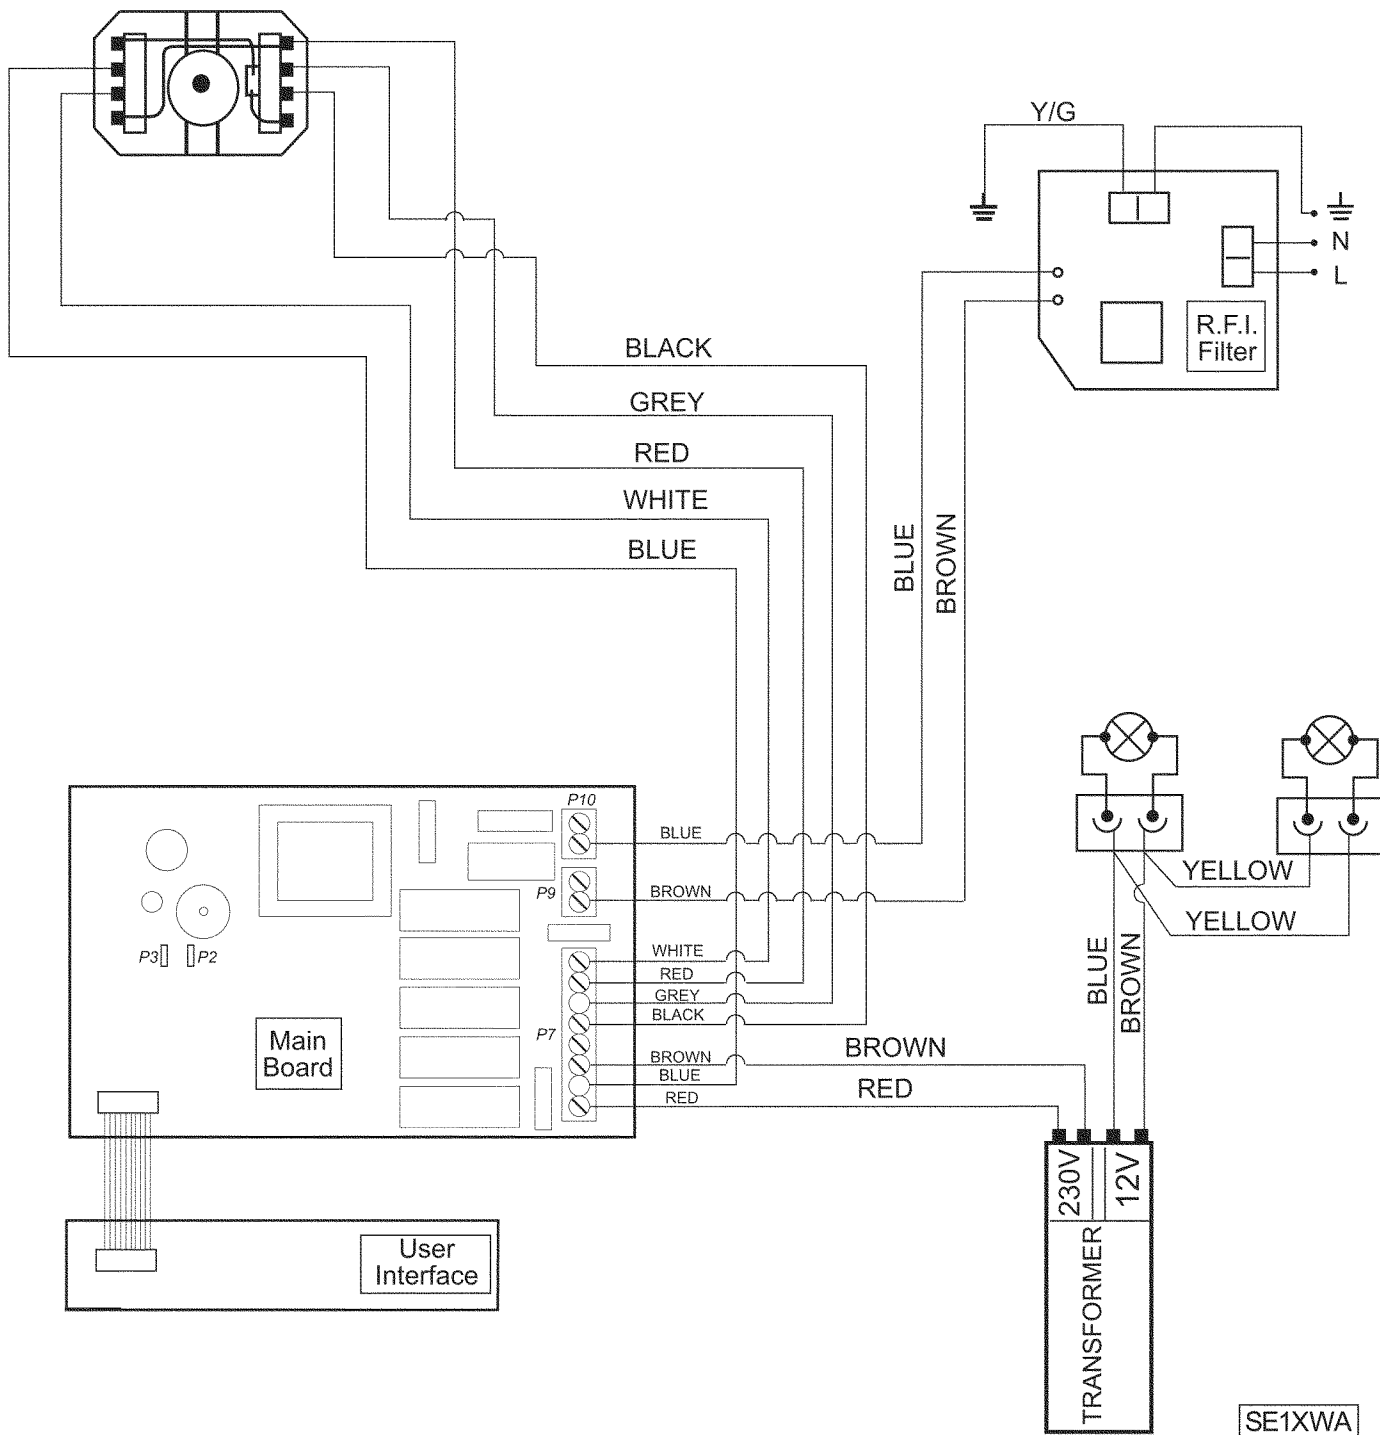 Y/G
N
L
R.F.I.
Filter
BLACK
GREY
RED
WHITE
BLUE
BLUE
BROWN
P10
BLUE
P9
BROWN
YELLOW
YELLOW
P3
P2
WHITE
RED
GREY
BLACK
P7
BROWN
BLUE
RED
Main
Board
BROWN
RED
BLUE
BROWN
230V
12V
TRANSFORMER
User
Interface
SE1XWA